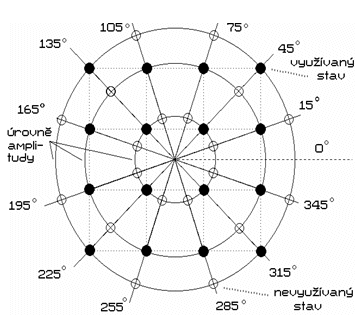 105°
75°
135°
45°
využívaný
stav
165°
15°
úrovně
ampli-
tudy
0°
195°
345°
225°
315°
255°
285°
nevyužívaný
stav